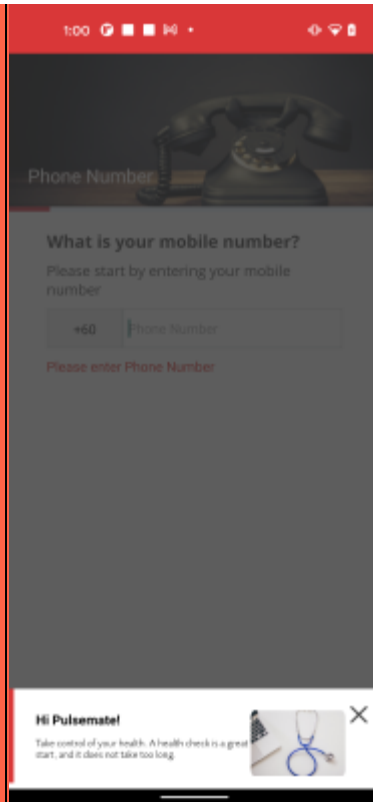 1:00
Phone Number
What is your mobile number?
Please start by entering your mobile
number
+60 Phone Number
Please enter Phone Number
Hi Pulsemate!
Take control of your health. A health check is a great
start, and it does not take too long.